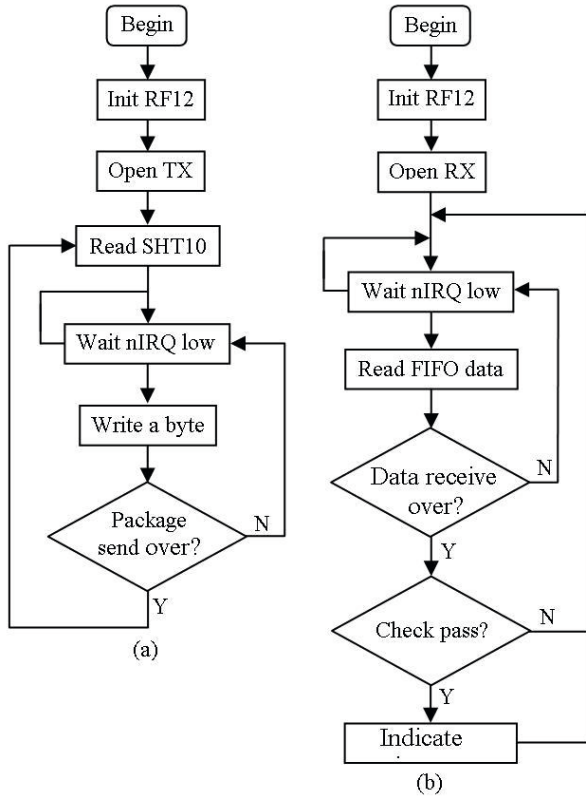 Begin
Init RF12
Open TX
Read SHT10
Wait nIRQ low
Write a byte
Package
send over?
N
Y
(a)
Begin
Init RF12
Open RX
Wait nIRQ low
Read FIFO data
Data receive
over?
N
Y
Check pass?
N
Y
Indicate
(b)